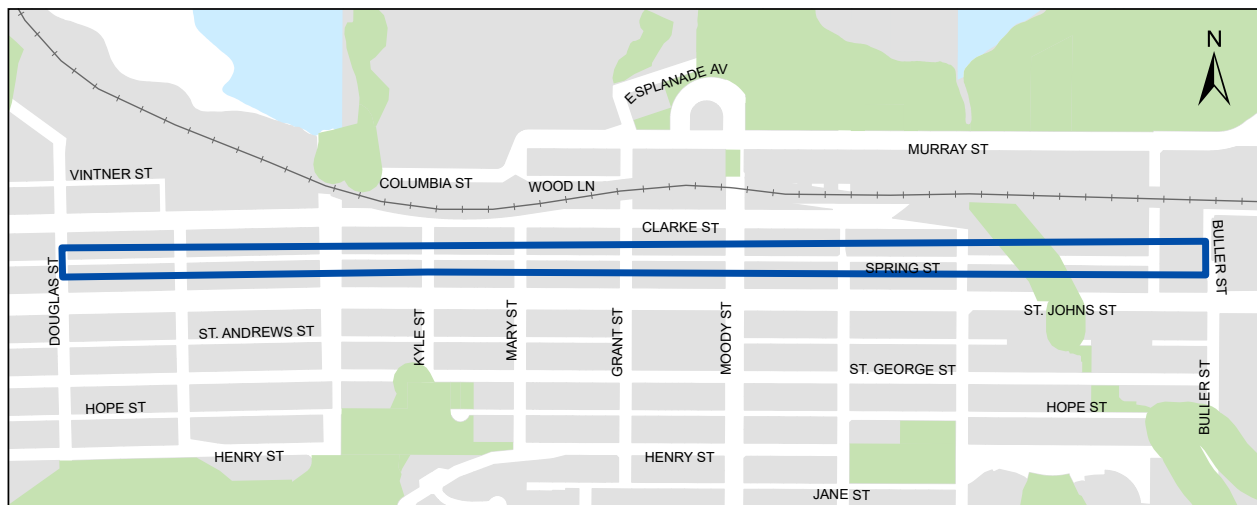 N
ESPLANADE AV
MURRAY ST
VINTNER ST
COLUMBIA ST
WOOD LN
CLARKE ST
BULLER ST
DOUGLAS ST
SPRING ST
ST. JOHNS ST
ST. ANDREWS ST
KYLE ST
MARY ST
GRANT ST
MOODY ST
ST. GEORGE ST
BULLER ST
HOPE ST
HOPE ST
HENRY ST
HENRY ST
JANE ST